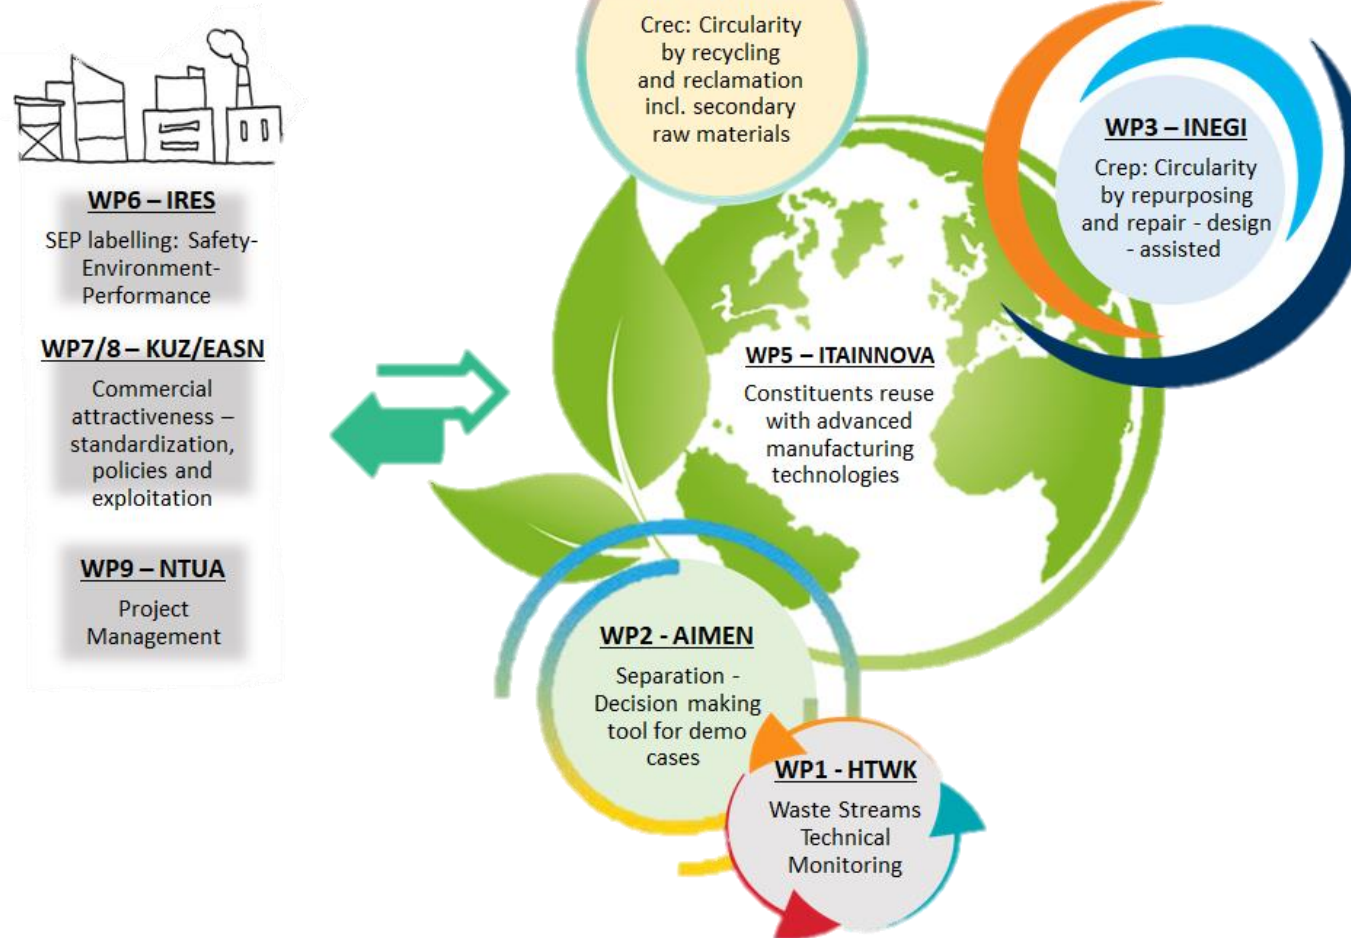 WP6 – IRES
SEP labelling: Safety-
Environment-
Performance
WP7/8 – KUZ/EASN
Commercial
attractiveness –
standardization,
policies and
exploitation
WP9 – NTUA
Project
Management
Crec: Circularity
by recycling
and reclamation
incl. secondary
raw materials
WP3 – INEGI
Crep: Circularity
by repurposing
and repair - design
- assisted
WP5 – ITAINNOVA
Constituents reuse
with advanced
manufacturing
technologies
WP2 - AIMEN
Separation -
Decision making
tool for demo
cases
WP1 - HTWK
Waste Streams
Technical
Monitoring